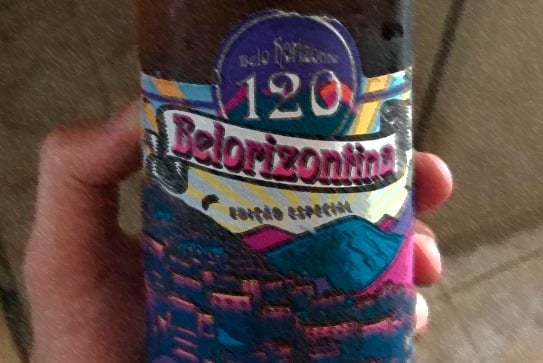 Belo Horizonte
120
Belorizontina
EDIÇÃO ESPECIAL